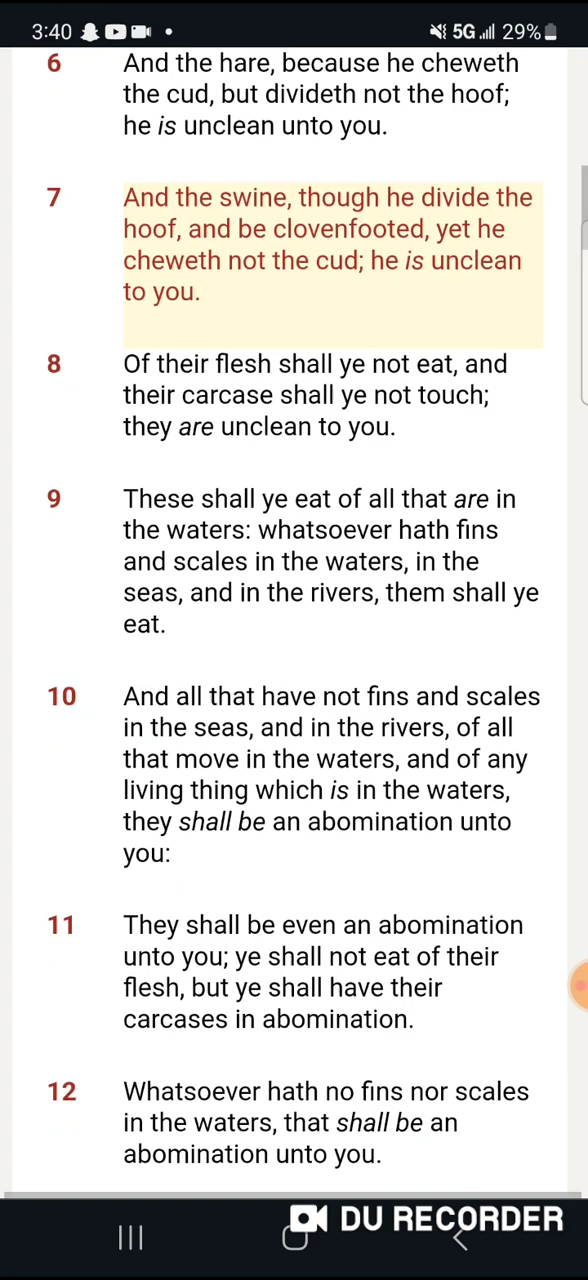 3:40 5G 29%
6 And the hare, because he cheweth
the cud, but divideth not the hoof;
he is unclean unto you.
7 And the swine, though he divide the
hoof, and be clovenfooted, yet he
cheweth not the cud; he is unclean
to you.
8 Of their flesh shall ye not eat, and
their carcase shall ye not touch;
they are unclean to you.
9 These shall ye eat of all that are in
the waters: whatsoever hath fins
and scales in the waters, in the
seas, and in the rivers, them shall ye
eat.
10 And all that have not fins and scales
in the seas, and in the rivers, of all
that move in the waters, and of any
living thing which is in the waters,
they shall be an abomination unto
you:
11 They shall be even an abomination
unto you; ye shall not eat of their
flesh, but ye shall have their
carcases in abomination.
12 Whatsoever hath no fins nor scales
in the waters, that shall be an
abomination unto you.
DU RECORDER